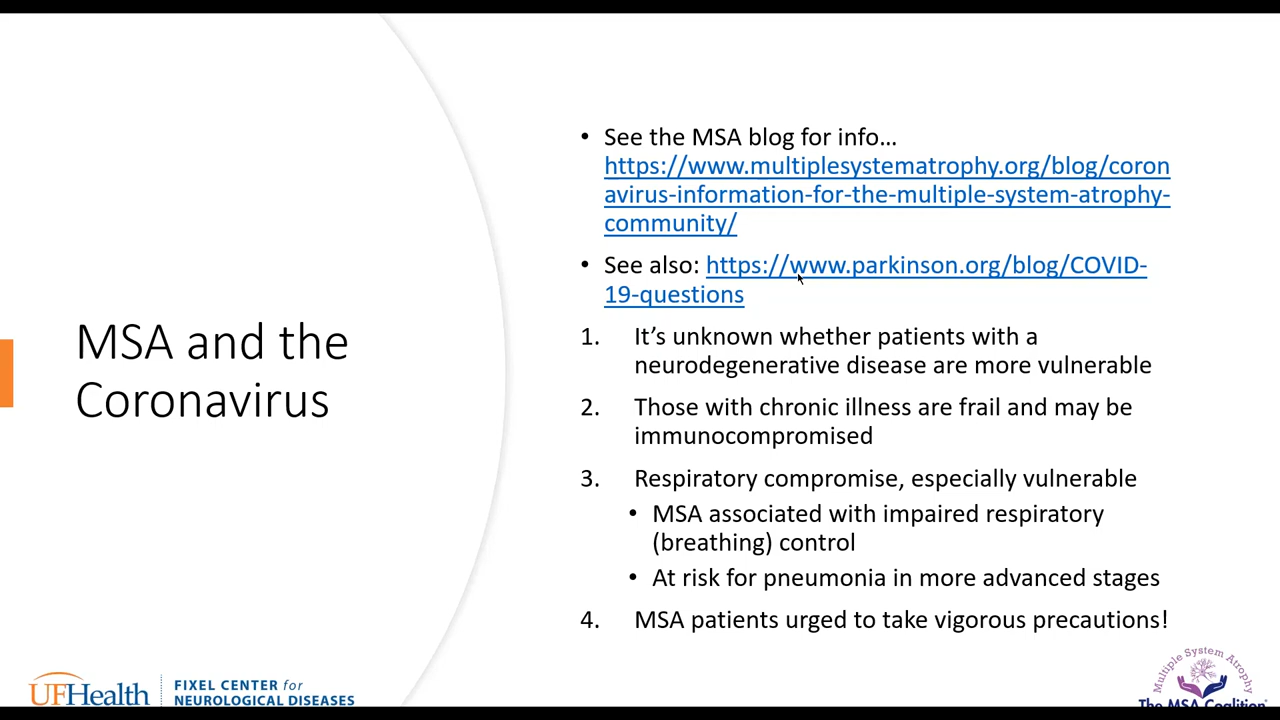 MSA and the
Coronavirus
• See the MSA blog for info…
https://www.multiplesystematrophy.org/blog/coron
avirus-information-for-the-multiple-system-atrophy-
community/
• See also: https://www.parkinson.org/blog/COVID-
19-questions
1. It’s unknown whether patients with a
neurodegenerative disease are more vulnerable
2. Those with chronic illness are frail and may be
immunocompromised
3. Respiratory compromise, especially vulnerable
• MSA associated with impaired respiratory
(breathing) control
• At risk for pneumonia in more advanced stages
4. MSA patients urged to take vigorous precautions!
UFHealth
FIXEL CENTER for
NEUROLOGICAL DISEASES
Multiple System Atrophy
The MSA Coalition